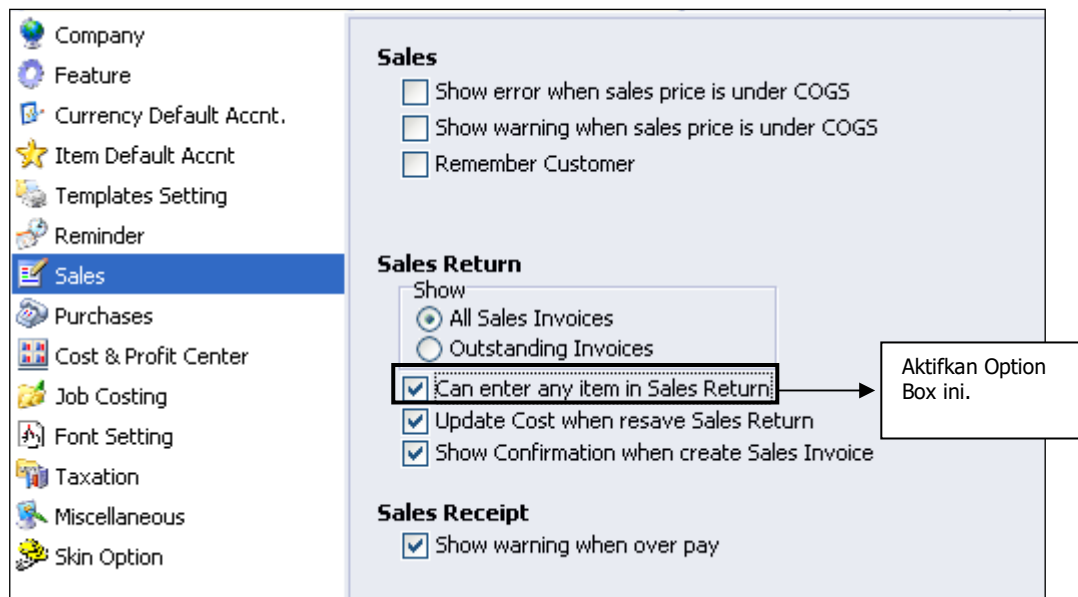 Company
Feature
Currency Default Accnt.
Item Default Accnt
Templates Setting
Reminder
Sales
Purchases
Cost & Profit Center
Job Costing
Font Setting
Taxation
Miscellaneous
Skin Option
Sales
Show error when sales price is under COGS
Show warning when sales price is under COGS
Remember Customer
Sales Return
Show
All Sales Invoices
Outstanding Invoices
Can enter any item in Sales Return
Update Cost when resave Sales Return
Show Confirmation when create Sales Invoice
Sales Receipt
Show warning when over pay
Aktifkan Option
Box ini.